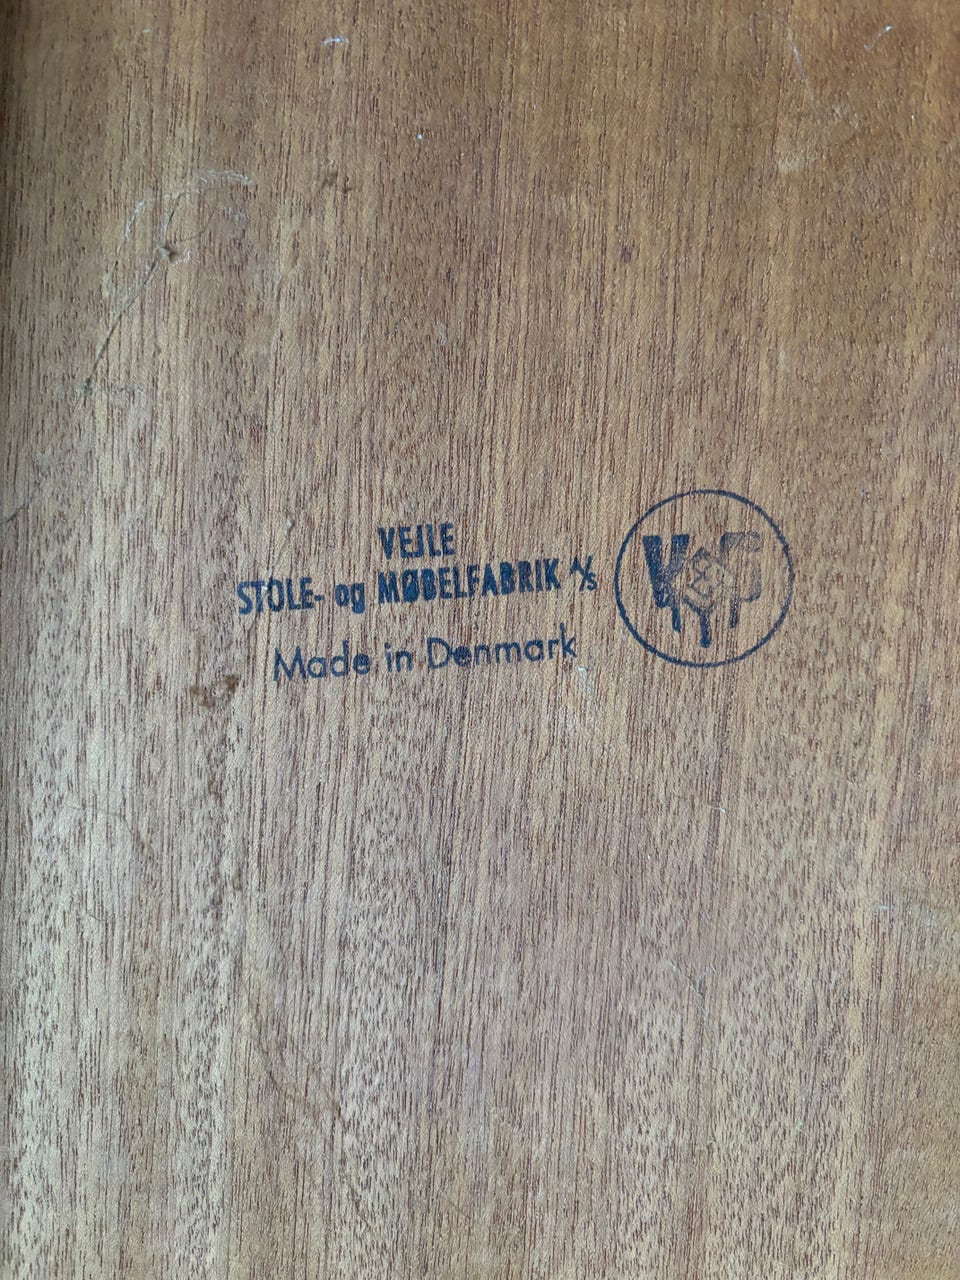 VEJLE
STOLE- og MØBELFABRIK A/S
Made in Denmark